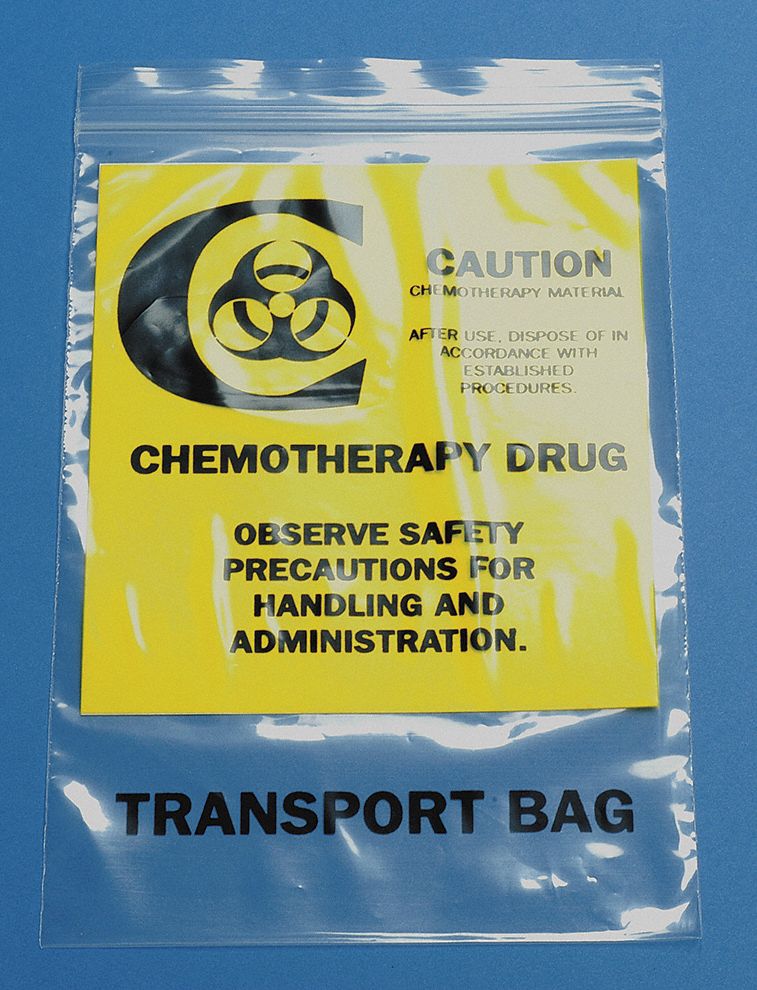 C
CAUTION
CHEMOTHERAPY MATERIAL
AFTER USE, DISPOSE OF IN
ACCORDANCE WITH
ESTABLISHED
PROCEDURES.
CHEMOTHERAPY DRUG
OBSERVE SAFETY
PRECAUTIONS FOR
HANDLING AND
ADMINISTRATION.
TRANSPORT BAG